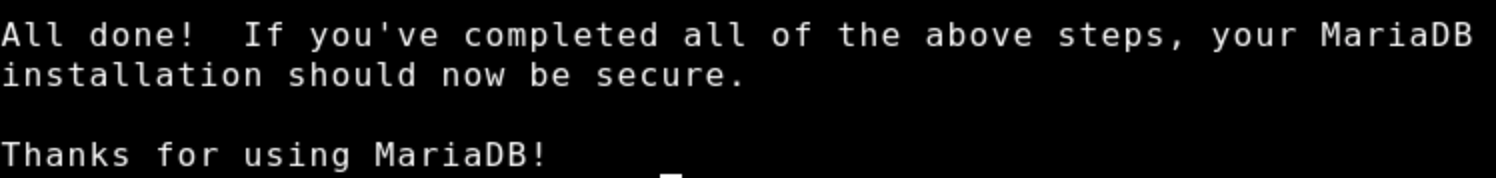 All done!  If you've completed all of the above steps, your MariaDB
installation should now be secure.
Thanks for using MariaDB!